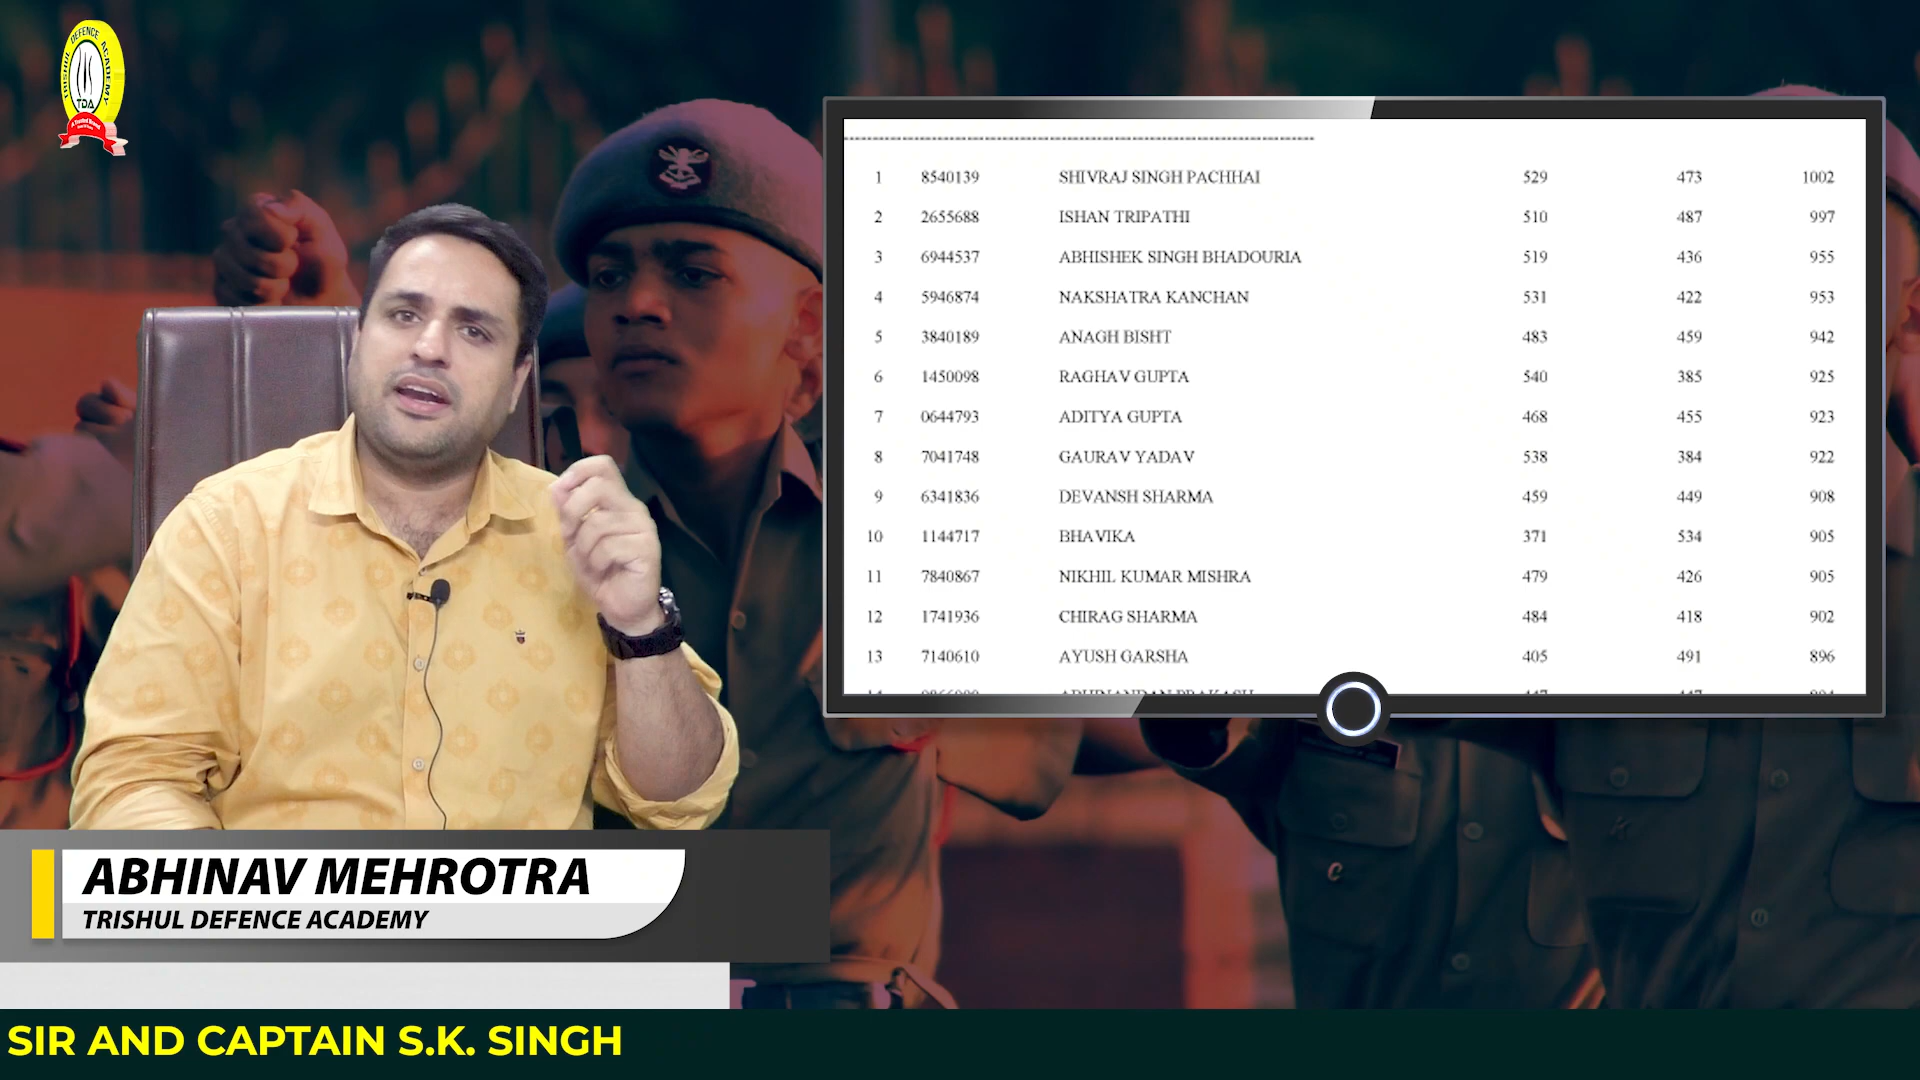 TRISHUL DEFENCE ACADEMY
TDA
1 8540139 SHIVRAJ SINGH PACHHAI 529 473 1002
2 2655688 ISHAN TRIPATHI 510 487 997
3 6944537 ABHISHEK SINGH BHADOURIA 519 436 955
4 5946874 NAKSHATRA KANCHAN 531 422 953
5 3840189 ANAGH BISHT 483 459 942
6 1450098 RAGHAV GUPTA 540 385 925
7 0644793 ADITYA GUPTA 468 455 923
8 7041748 GAURAV YADAV 538 384 922
9 6341836 DEVANSH SHARMA 459 449 908
10 1144717 BHAVIKA 371 534 905
11 7840867 NIKHIL KUMAR MISHRA 479 426 905
12 1741936 CHIRAG SHARMA 484 418 902
13 7140610 AYUSH GARSHA 405 491 896
ABHINAV MEHROTRA
TRISHUL DEFENCE ACADEMY
SIR AND CAPTAIN S.K. SINGH